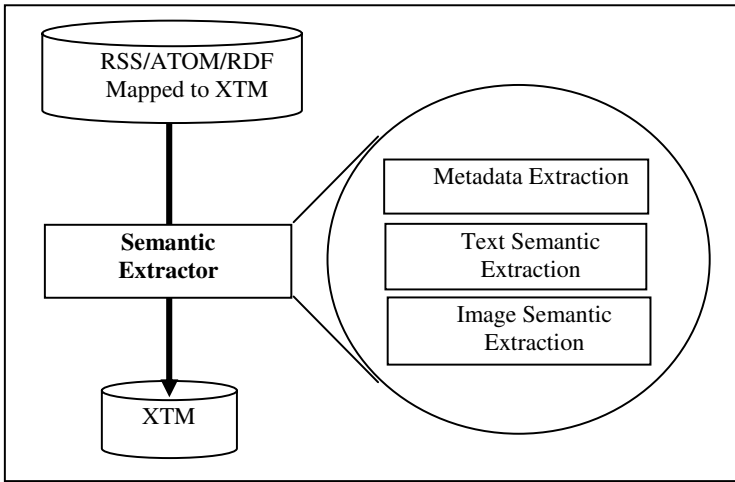 RSS/ATOM/RDF
Mapped to XTM
Semantic
Extractor
XTM
Metadata Extraction
Text Semantic
Extraction
Image Semantic
Extraction